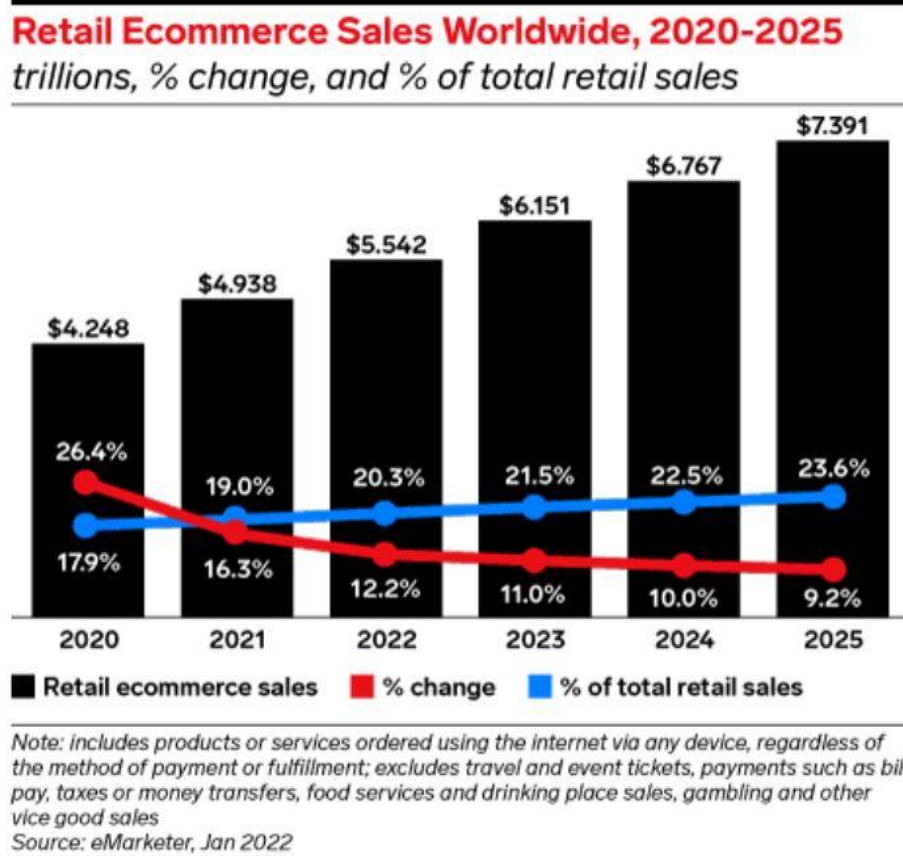 Retail Ecommerce Sales Worldwide, 2020-2025
trillions, % change, and % of total retail sales
$7.391
$6.767
$6.151
$5.542
$4.938
$4.248
26.4%
19.0%
20.3%
21.5%
22.5%
23.6%
17.9%
16.3%
12.2%
11.0%
10.0%
9.2%
2020 2021 2022 2023 2024 2025
Retail ecommerce sales % change % of total retail sales
Note: includes products or services ordered using the internet via any device, regardless of
the method of payment or fulfillment; excludes travel and event tickets, payments such as bil
pay, taxes or money transfers, food services and drinking place sales, gambling and other
vice good sales
Source: eMarketer, Jan 2022